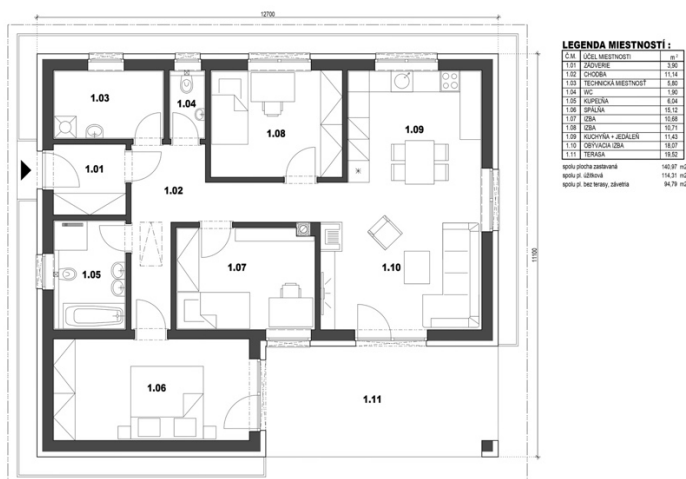 12700
LEGENDA MIESTNOSTÍ :
Č.M. ÚČEL MIESTNOSTI m²
1.01 ZÁDVERIE 3,90
1.02 CHODBA 11,14
1.03 TECHNICKÁ MIESTNOSŤ 5,80
1.04 WC 1,90
1.05 KUPEĽŇA 6,04
1.06 SPÁLŇA 15,12
1.07 IZBA 10,68
1.08 IZBA 10,71
1.09 KUCHYŇA + JEDÁLEŇ 11,43
1.10 OBÝVACIA IZBA 18,07
1.11 TERASA 19,52
spolu plocha zastavaná 140,97 m2
spolu pl. úžitková 114,31 m2
spolu pl. bez terasy, závetria 94,79 m2
1.03
1.04
1.08
1.09
1.01
1.02
1.05
1.07
1.10
11100
1.06
1.11